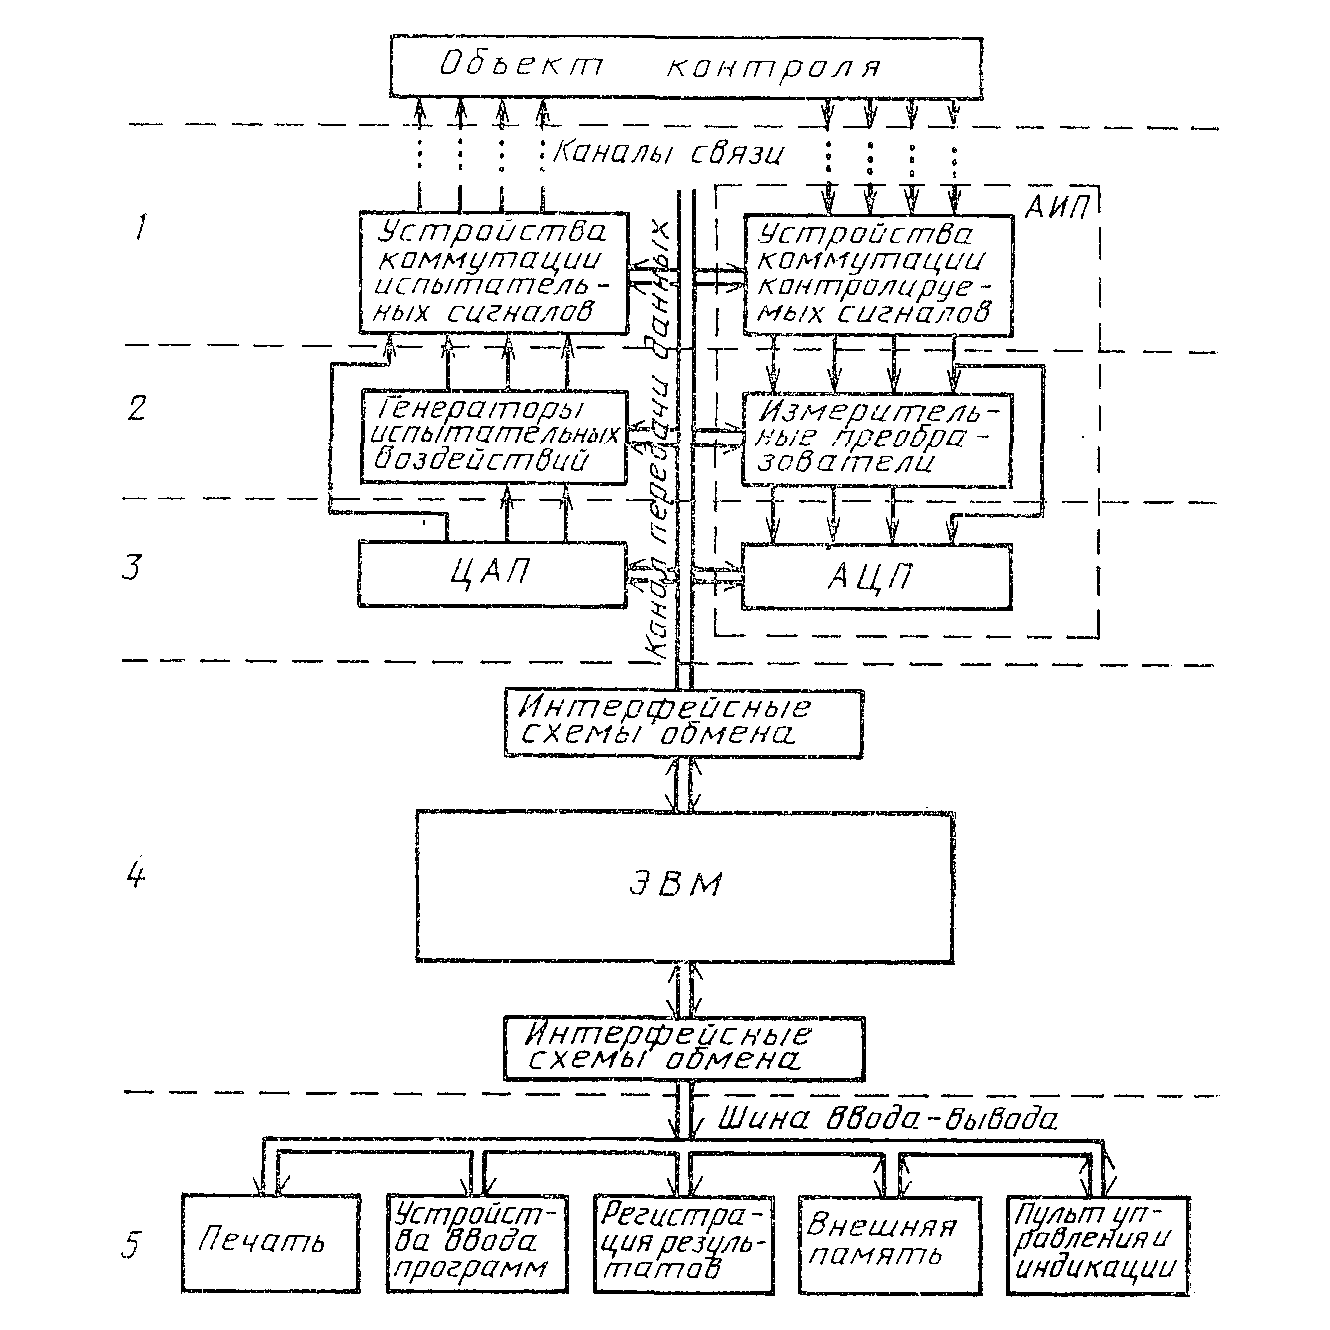 Объект контроля
Каналы связи
АИП
1
Устройства
коммутации
испытатель-
ных сигналов
Устройства
коммутации
контролируе-
мых сигналов
Канал передачи данных
2
Генераторы
испытательных
воздействий
Измеритель-
ные преобра-
зователи
3
ЦАП
АЦП
Интерфейсные
схемы обмена
4
ЭВМ
Интерфейсные
схемы обмена
Шина ввода-вывода
5
Печать
Устройст-
ва ввода
программ
Регистра-
ция резуль-
татов
Внешняя
память
Пульт уп-
равления и
индикации